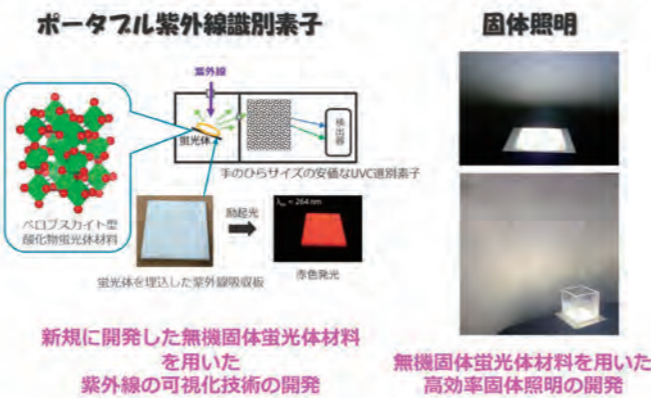 ポータブル紫外線識別素子
紫外線
蛍光体
検出器
手のひらサイズの安価なUVC選別素子
ペロブスカイト型
酸化物蛍光体材料
励起光
λex = 264 nm
蛍光体を埋込した紫外線吸収板
赤色発光
新規に開発した無機固体蛍光体材料
を用いた
紫外線の可視化技術の開発
固体照明
無機固体蛍光体材料を用いた
高効率固体照明の開発